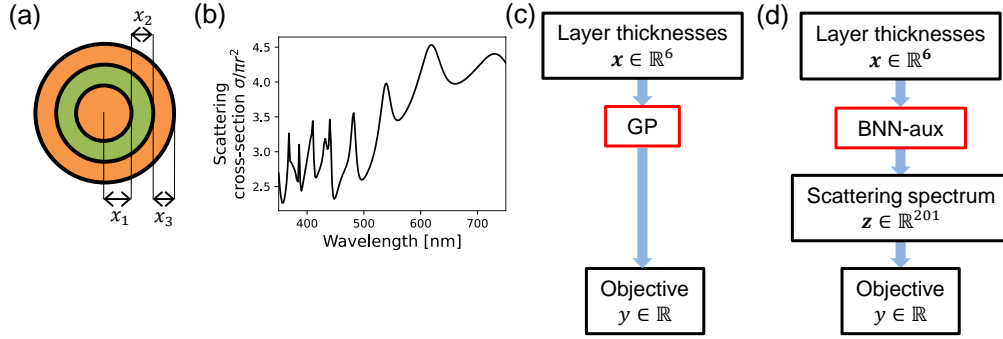 (a)
x₂
x₁
x₃
(b)
Scattering
cross-section σ/πr²
4.5
4.0
3.5
3.0
2.5
400
500
600
700
Wavelength [nm]
(c)
Layer thicknesses
x ∈ ℝ⁶
GP
Objective
y ∈ ℝ
(d)
Layer thicknesses
x ∈ ℝ⁶
BNN-aux
Scattering spectrum
z ∈ ℝ²⁰¹
Objective
y ∈ ℝ